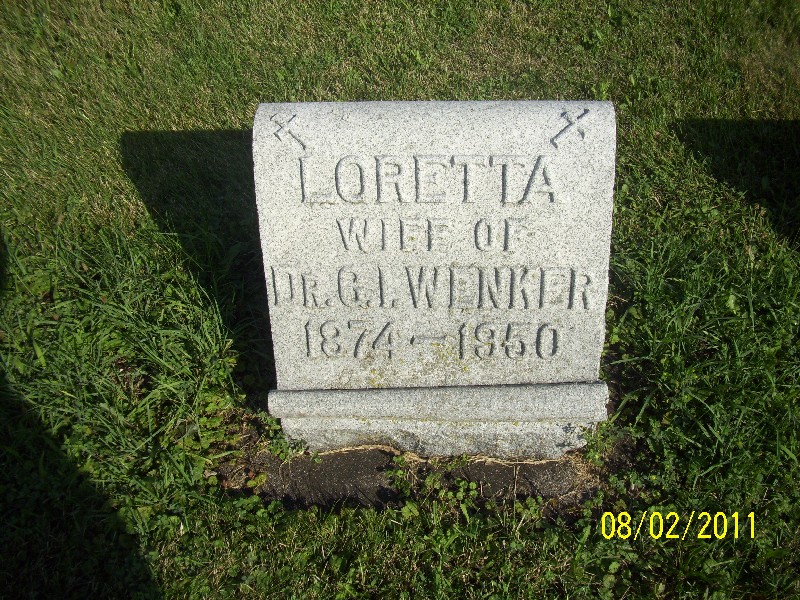 LORETTA
WIFE OF
DR. G. I. WENKER
1874 – 1950
08/02/2011